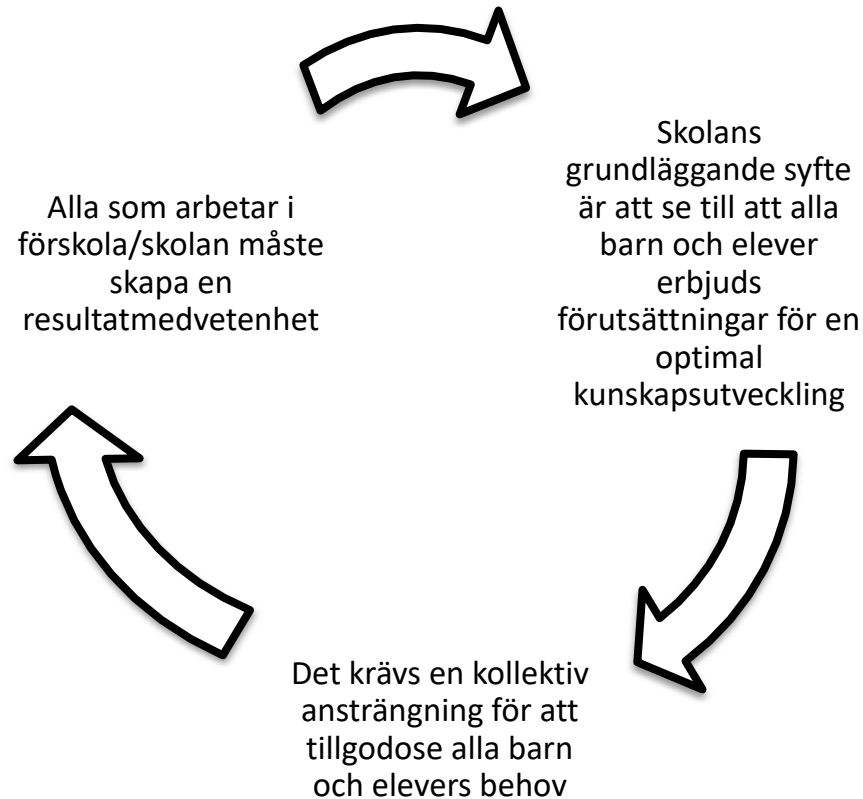 Skolans
grundläggande syfte
är att se till att alla
barn och elever
erbjuds
förutsättningar för en
optimal
kunskapsutveckling
Det krävs en kollektiv
ansträngning för att
tillgodose alla barn
och elevers behov
Alla som arbetar i
förskola/skolan måste
skapa en
resultatmedvetenhet